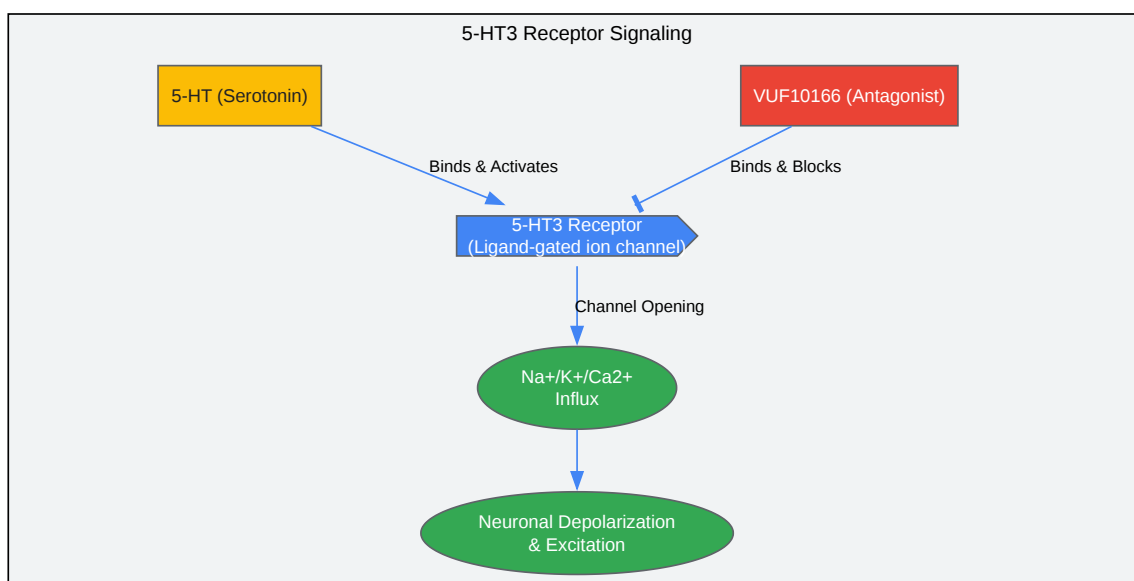 5-HT3 Receptor Signaling
5-HT (Serotonin)
VUF10166 (Antagonist)
Binds & Activates
Binds & Blocks
5-HT3 Receptor
(Ligand-gated ion channel)
Channel Opening
Na+/K+/Ca2+
Influx
Neuronal Depolarization
& Excitation